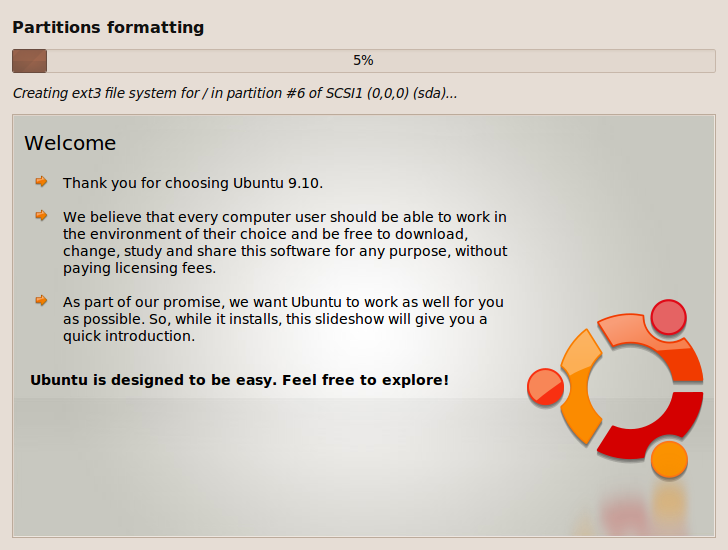 Partitions formatting
5%
Creating ext3 file system for / in partition #6 of SCSI1 (0,0,0) (sda)...
Welcome
Thank you for choosing Ubuntu 9.10.
We believe that every computer user should be able to work in
the environment of their choice and be free to download,
change, study and share this software for any purpose, without
paying licensing fees.
As part of our promise, we want Ubuntu to work as well for you
as possible. So, while it installs, this slideshow will give you a
quick introduction.
Ubuntu is designed to be easy. Feel free to explore!